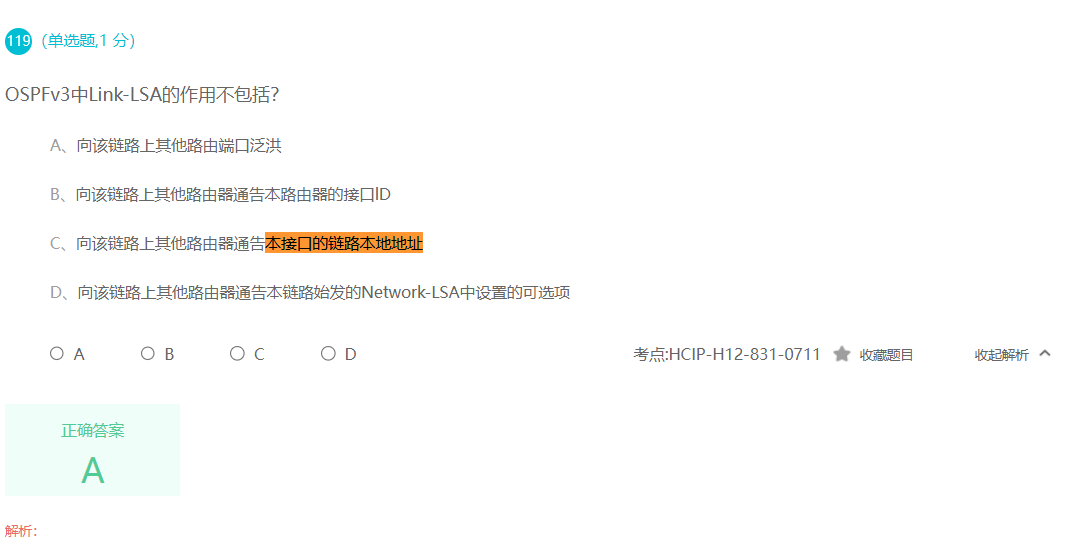 119 (单选题,1 分)
OSPFv3中Link-LSA的作用不包括?
A、向该链路上其他路由端口泛洪
B、向该链路上其他路由器通告本路由器的接口ID
C、向该链路上其他路由器通告本接口的链路本地地址
D、向该链路上其他路由器通告本链路始发的Network-LSA中设置的可选项
A B C D 考点:HCIP-H12-831-0711 收藏题目 收起解析
正确答案
A
解析: